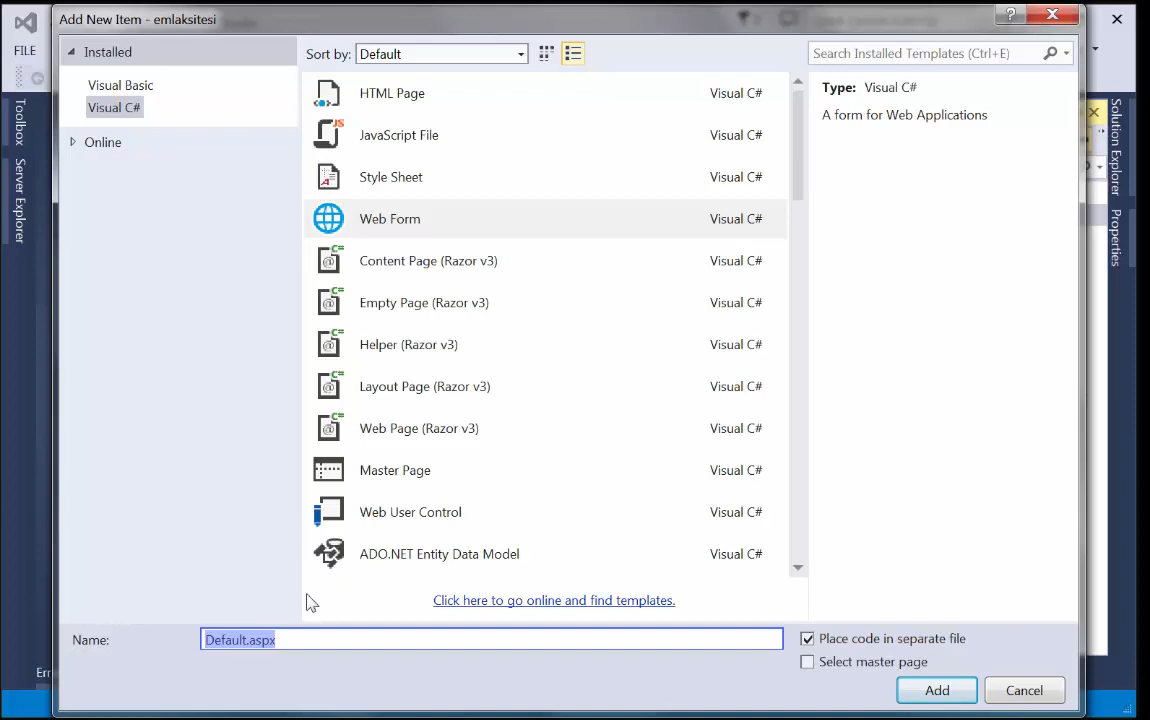 Add New Item - emlaksitesi
FILE
Toolbox
Server Explorer
Installed
Visual Basic
Visual C#
Online
Sort by: Default
Search Installed Templates (Ctrl+E)
HTML Page Visual C#
JavaScript File Visual C#
Style Sheet Visual C#
Web Form Visual C#
Content Page (Razor v3) Visual C#
Empty Page (Razor v3) Visual C#
Helper (Razor v3) Visual C#
Layout Page (Razor v3) Visual C#
Web Page (Razor v3) Visual C#
Master Page Visual C#
Web User Control Visual C#
ADO.NET Entity Data Model Visual C#
Click here to go online and find templates.
Type: Visual C#
A form for Web Applications
Solution Explorer
Properties
Name: Default.aspx
Place code in separate file
Select master page
Add Cancel